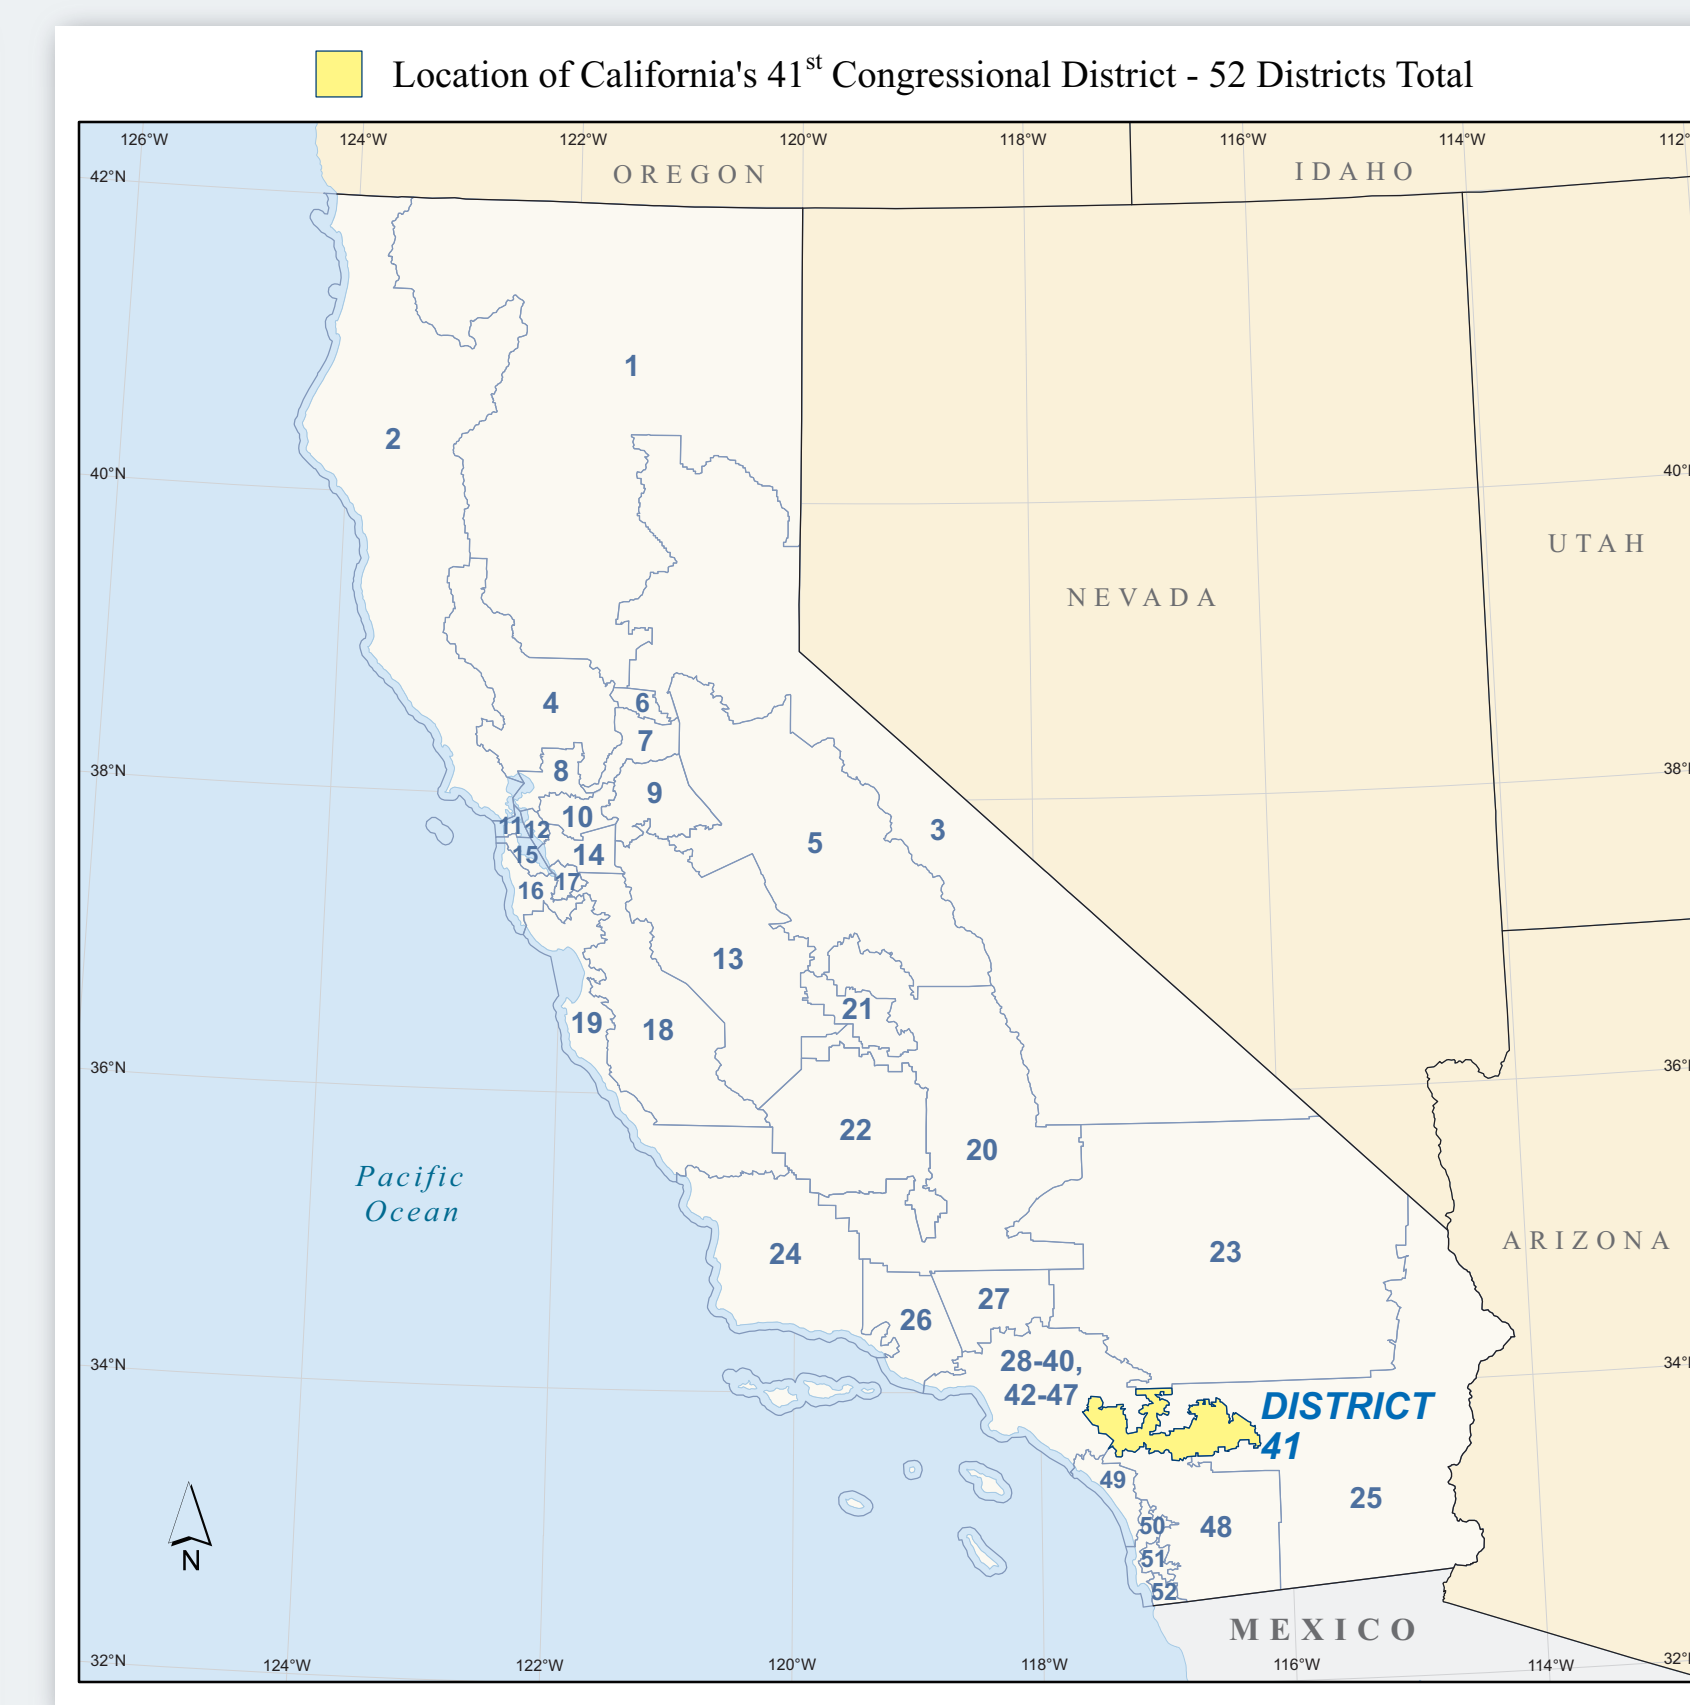 Location of California's 41st Congressional District - 52 Districts Total
126°W 124°W 122°W 120°W 118°W 116°W 114°W 112°
OREGON IDAHO
42°N
1
2
40°N 40°
UTAH
NEVADA
4 6
7
38°N 8 38°
9
10
11 12 5 3
15 14
16 17
13
21
19 18
36°N 36°
22
20
Pacific
Ocean
24 23 ARIZONA
27
26
34°N 28-40, 34°
42-47
DISTRICT
41
49
25
50 48
51
N
52
MEXICO
32°N 124°W 122°W 120°W 118°W 116°W 114°W 32°